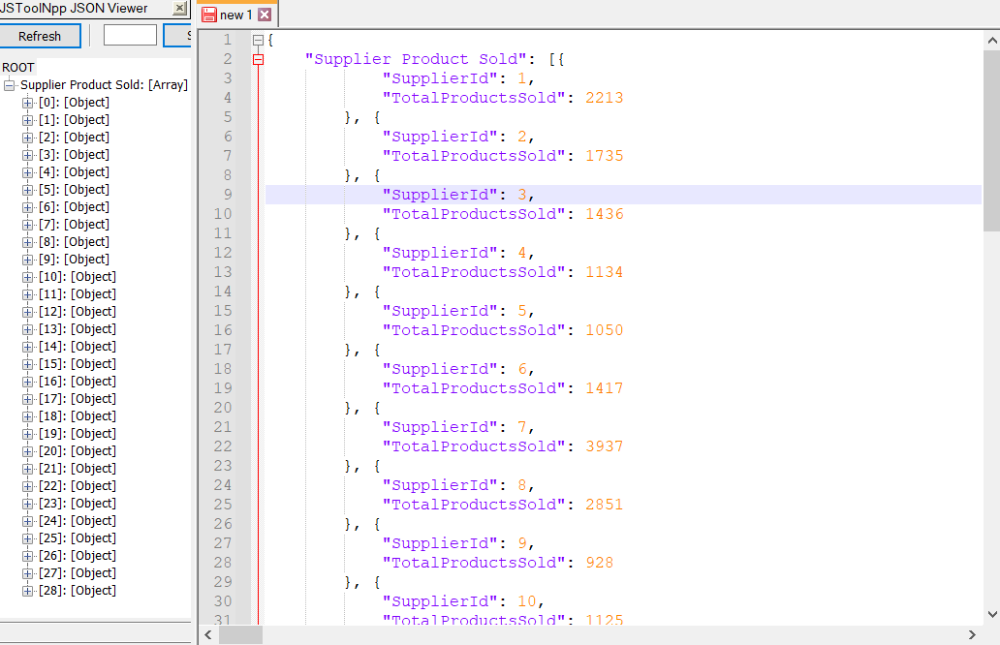 JSToolNpp JSON Viewer
Refresh
ROOT
Supplier Product Sold: [Array]
[0]: [Object]
[1]: [Object]
[2]: [Object]
[3]: [Object]
[4]: [Object]
[5]: [Object]
[6]: [Object]
[7]: [Object]
[8]: [Object]
[9]: [Object]
[10]: [Object]
[11]: [Object]
[12]: [Object]
[13]: [Object]
[14]: [Object]
[15]: [Object]
[16]: [Object]
[17]: [Object]
[18]: [Object]
[19]: [Object]
[20]: [Object]
[21]: [Object]
[22]: [Object]
[23]: [Object]
[24]: [Object]
[25]: [Object]
[26]: [Object]
[27]: [Object]
[28]: [Object]
new 1
1 {
2 "Supplier Product Sold": [{
3 "SupplierId": 1,
4 "TotalProductsSold": 2213
5 }, {
6 "SupplierId": 2,
7 "TotalProductsSold": 1735
8 }, {
9 "SupplierId": 3,
10 "TotalProductsSold": 1436
11 }, {
12 "SupplierId": 4,
13 "TotalProductsSold": 1134
14 }, {
15 "SupplierId": 5,
16 "TotalProductsSold": 1050
17 }, {
18 "SupplierId": 6,
19 "TotalProductsSold": 1417
20 }, {
21 "SupplierId": 7,
22 "TotalProductsSold": 3937
23 }, {
24 "SupplierId": 8,
25 "TotalProductsSold": 2851
26 }, {
27 "SupplierId": 9,
28 "TotalProductsSold": 928
29 }, {
30 "SupplierId": 10,
31 "TotalProductsSold": 1125